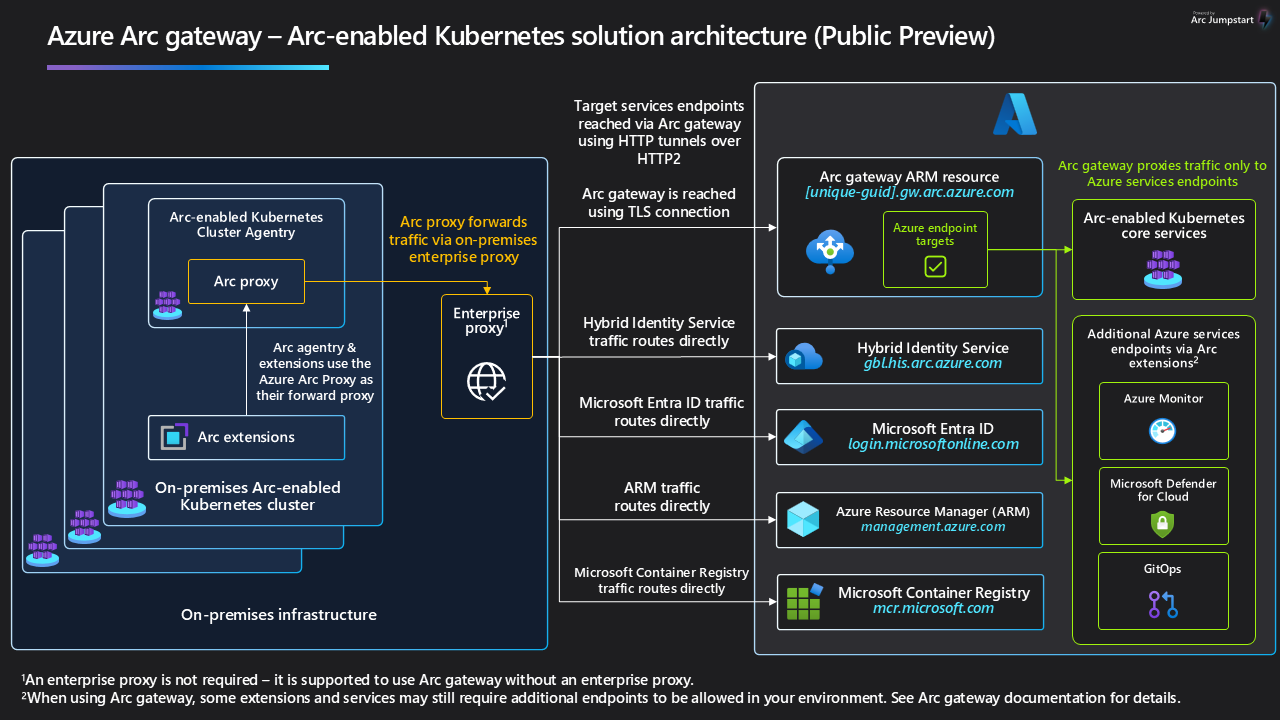 Powered by
Arc Jumpstart
Azure Arc gateway – Arc-enabled Kubernetes solution architecture (Public Preview)
Arc-enabled Kubernetes
Cluster Agentry
Arc proxy
Arc agentry &
extensions use the
Azure Arc Proxy as
their forward proxy
Arc extensions
On-premises Arc-enabled
Kubernetes cluster
On-premises infrastructure
Arc proxy forwards
traffic via on-premises
enterprise proxy
Enterprise
proxy¹
Target services endpoints
reached via Arc gateway
using HTTP tunnels over
HTTP2
Arc gateway is reached
using TLS connection
Hybrid Identity Service
traffic routes directly
Microsoft Entra ID traffic
routes directly
ARM traffic
routes directly
Microsoft Container Registry
traffic routes directly
Arc gateway ARM resource
[unique-guid].gw.arc.azure.com
Azure endpoint
targets
Hybrid Identity Service
gbl.his.arc.azure.com
Microsoft Entra ID
login.microsoftonline.com
Azure Resource Manager (ARM)
management.azure.com
Microsoft Container Registry
mcr.microsoft.com
Arc gateway proxies traffic only to
Azure services endpoints
Arc-enabled Kubernetes
core services
Additional Azure services
endpoints via Arc
extensions²
Azure Monitor
Microsoft Defender
for Cloud
GitOps
¹An enterprise proxy is not required – it is supported to use Arc gateway without an enterprise proxy.
²When using Arc gateway, some extensions and services may still require additional endpoints to be allowed in your environment. See Arc gateway documentation for details.